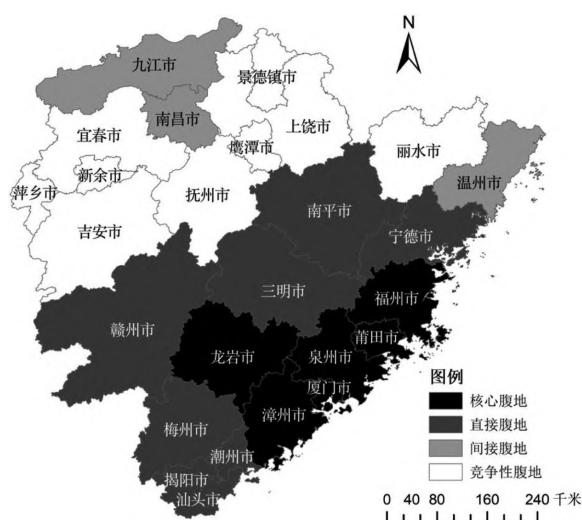 N
九江市
景德镇市
南昌市
上饶市
宜春市
鹰潭市
丽水市
新余市
温州市
萍乡市
抚州市
南平市
吉安市
宁德市
三明市
福州市
赣州市
莆田市
龙岩市
泉州市
图例
厦门市
核心腹地
漳州市
直接腹地
梅州市
间接腹地
潮州市
揭阳市
竞争性腹地
汕头市
0 40 80 160 240 千米